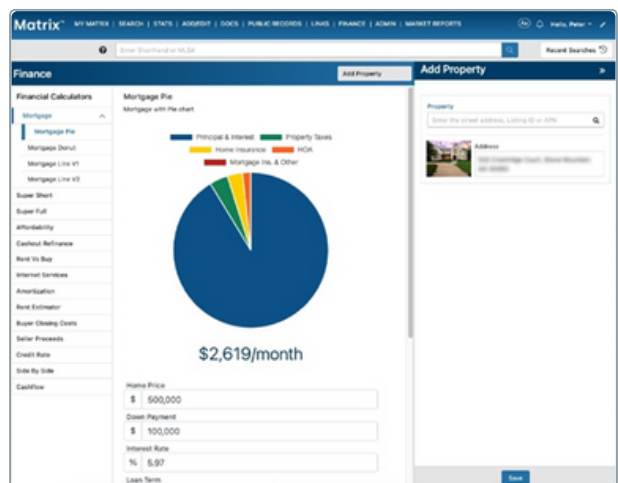 Matrix™ MY MATRIX | SEARCH | STATS | ADD/EDIT | DOCS | PUBLIC RECORDS | LINKS | FINANCE | ADMIN | MARKET REPORTS Hello, Peter
Enter Shorthand or MLS# Recent Searches
Finance Add Property Add Property »
Financial Calculators
Mortgage
Mortgage Pie
Mortgage Donut
Mortgage Line V1
Mortgage Line V2
Super Short
Super Full
Affordability
Cashout Refinance
Rent Vs Buy
Internet Services
Amortization
Rent Estimator
Buyer Closing Costs
Seller Proceeds
Credit Rate
Side By Side
Cashflow
Mortgage Pie
Mortgage with Pie chart
Principal & Interest Property Taxes
Home Insurance HOA
Mortgage Ins. & Other
$2,619/month
Home Price
$ 500,000
Down Payment
$ 100,000
Interest Rate
% 5.97
Loan Term
Property
Enter the street address, Listing ID or APN
Address
Save